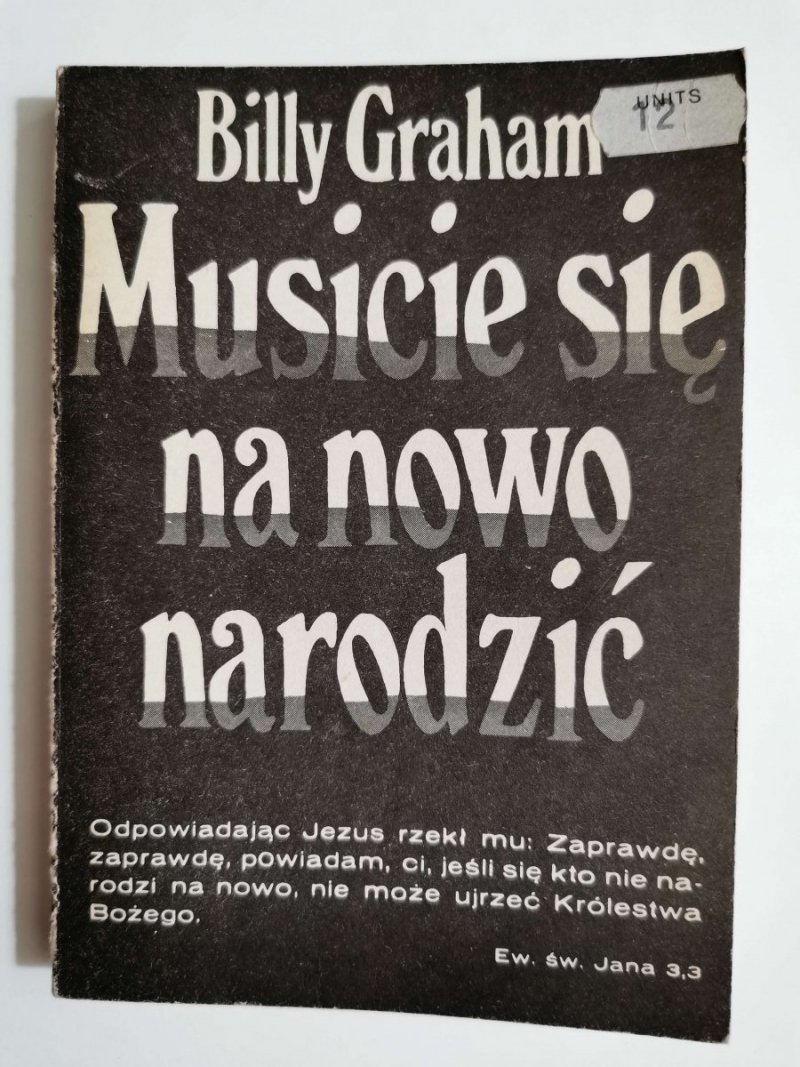 Billy Graham
UNITS
12
Musicie się
na nowo
narodzić
Odpowiadając Jezus rzekł mu: Zaprawdę,
zaprawdę, powiadam, ci, jeśli się kto nie na-
rodzi na nowo, nie może ujrzeć Królestwa
Bożego.
Ew. św. Jana 3,3